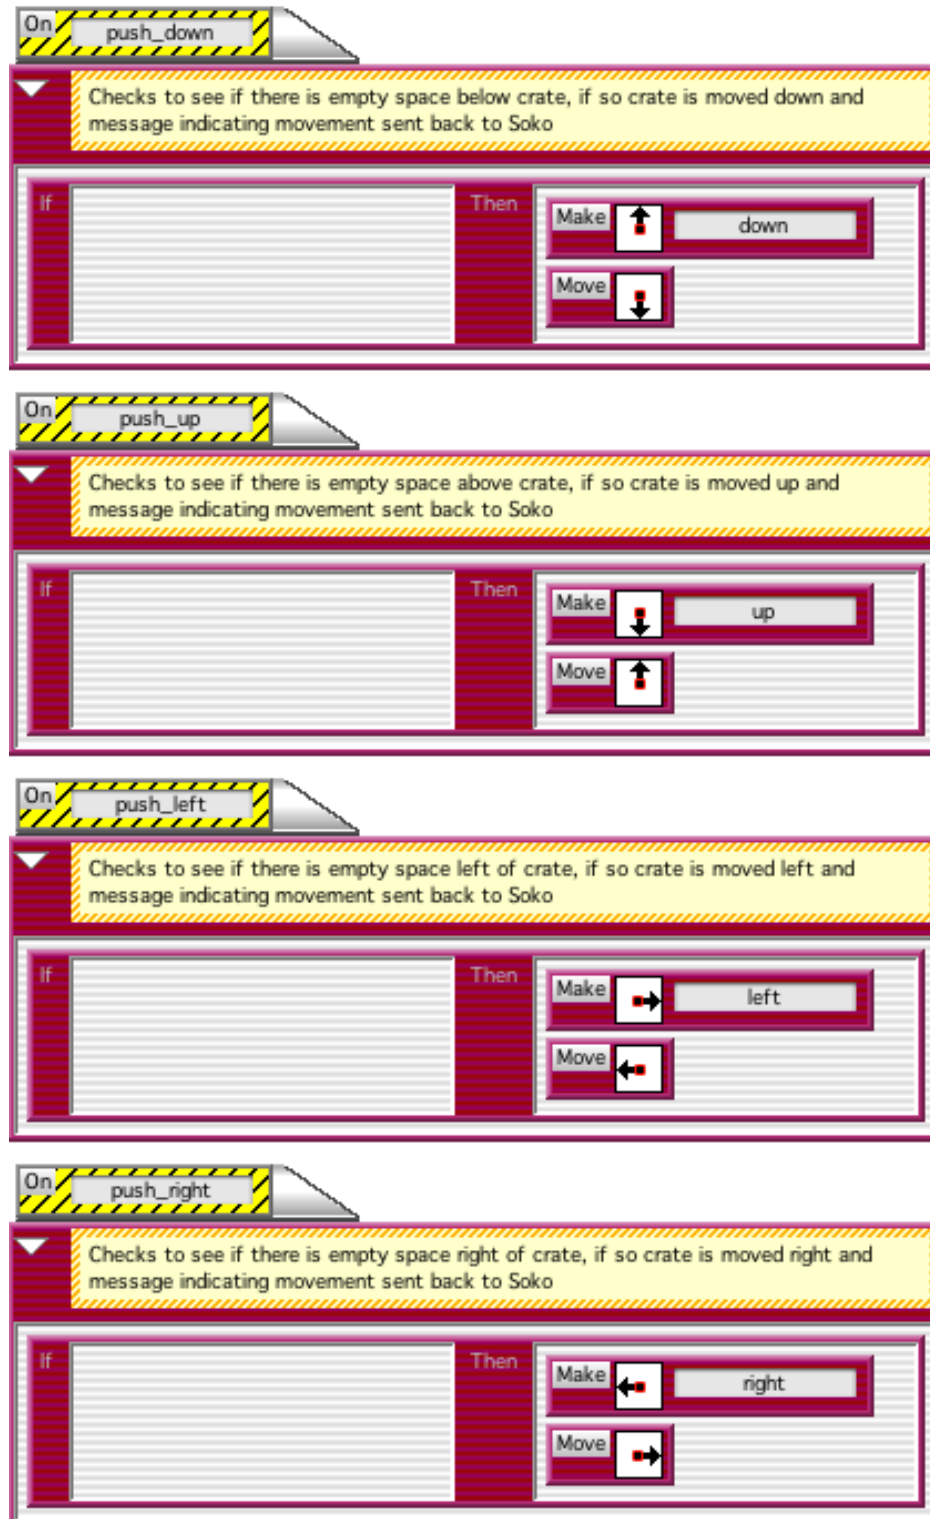 On push_down
Checks to see if there is empty space below crate, if so crate is moved down and
message indicating movement sent back to Soko
If Then Make down
Move
On push_up
Checks to see if there is empty space above crate, if so crate is moved up and
message indicating movement sent back to Soko
If Then Make up
Move
On push_left
Checks to see if there is empty space left of crate, if so crate is moved left and
message indicating movement sent back to Soko
If Then Make left
Move
On push_right
Checks to see if there is empty space right of crate, if so crate is moved right and
message indicating movement sent back to Soko
If Then Make right
Move